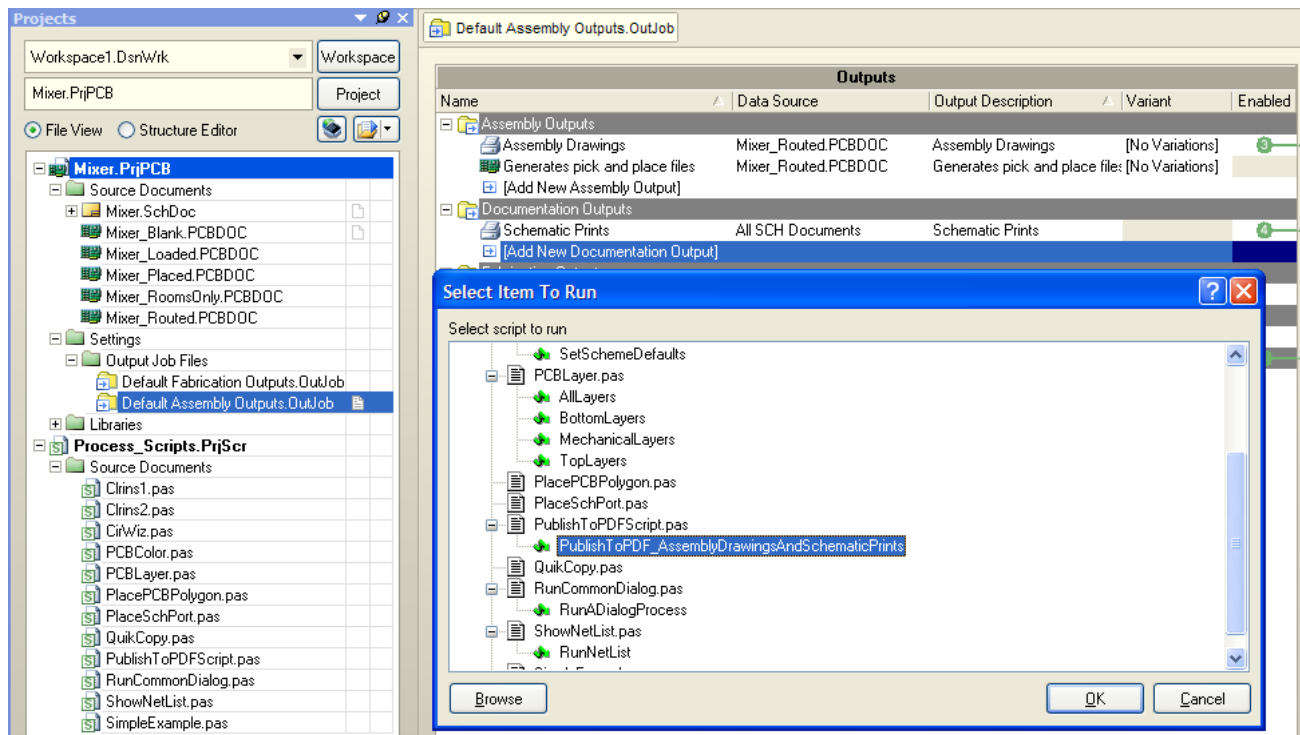 Projects
Workspace1.DsnWrk
Workspace
Mixer.PrjPCB
Project
File View
Structure Editor
Mixer.PrjPCB
Source Documents
Mixer.SchDoc
Mixer_Blank.PCBDOC
Mixer_Loaded.PCBDOC
Mixer_Placed.PCBDOC
Mixer_RoomsOnly.PCBDOC
Mixer_Routed.PCBDOC
Settings
Output Job Files
Default Fabrication Outputs.OutJob
Default Assembly Outputs.OutJob
Libraries
Process_Scripts.PrjScr
Source Documents
Clrins1.pas
Clrins2.pas
CirWiz.pas
PCBColor.pas
PCBLayer.pas
PlacePCBPolygon.pas
PlaceSchPort.pas
QuikCopy.pas
PublishToPDFScript.pas
RunCommonDialog.pas
ShowNetList.pas
SimpleExample.pas
Default Assembly Outputs.OutJob
Outputs
Name Data Source Output Description Variant Enabled
Assembly Outputs
Assembly Drawings Mixer_Routed.PCBDOC Assembly Drawings [No Variations] 3
Generates pick and place files Mixer_Routed.PCBDOC Generates pick and place file: [No Variations]
[Add New Assembly Output]
Documentation Outputs
Schematic Prints All SCH Documents Schematic Prints 4
[Add New Documentation Output]
Select Item To Run
Select script to run
SetSchemeDefaults
PCBLayer.pas
AllLayers
BottomLayers
MechanicalLayers
TopLayers
PlacePCBPolygon.pas
PlaceSchPort.pas
PublishToPDFScript.pas
PublishToPDF_AssemblyDrawingsAndSchematicPrints
QuikCopy.pas
RunCommonDialog.pas
RunADialogProcess
ShowNetList.pas
RunNetList
Browse
OK
Cancel